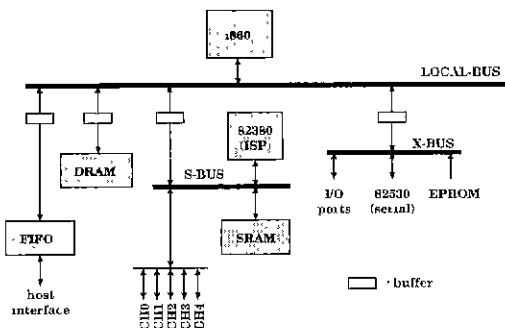 i860
LOCAL-BUS
82380
(ISP)
X-BUS
DRAM
S-BUS
I/O
ports
82530
(serial)
EPROM
FIFO
SRAM
buffer
host
interface
CH0
CH1
CH2
CH3
CH4